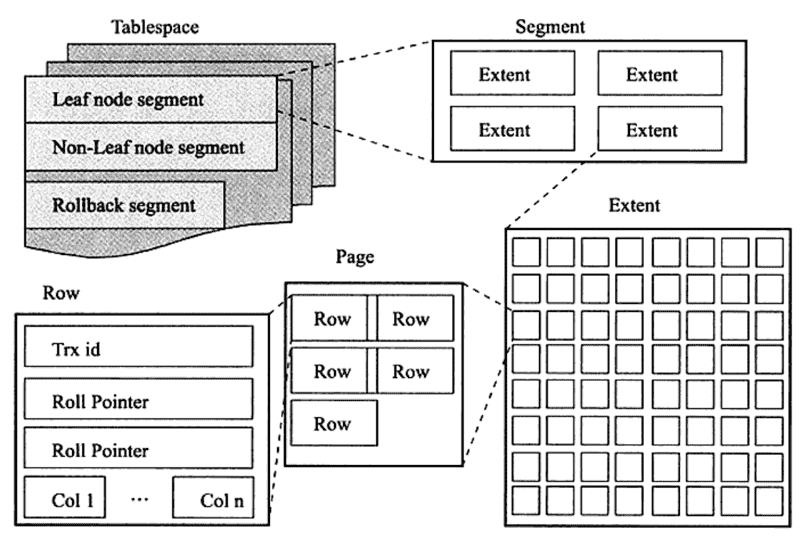 Tablespace
Leaf node segment
Non-Leaf node segment
Rollback segment
Segment
Extent Extent
Extent Extent
Extent
Page
Row Row
Row Row
Row
Row
Trx id
Roll Pointer
Roll Pointer
Col 1 ... Col n